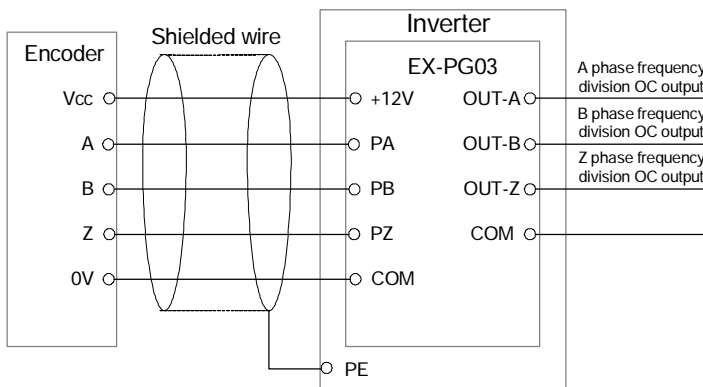 Inverter
Encoder
Shielded wire
EX-PG03
Vcc
+12V
OUT-A
A phase frequency
division OC output
A
PA
OUT-B
B phase frequency
division OC output
B
PB
OUT-Z
Z phase frequency
division OC output
Z
PZ
COM
0V
COM
PE